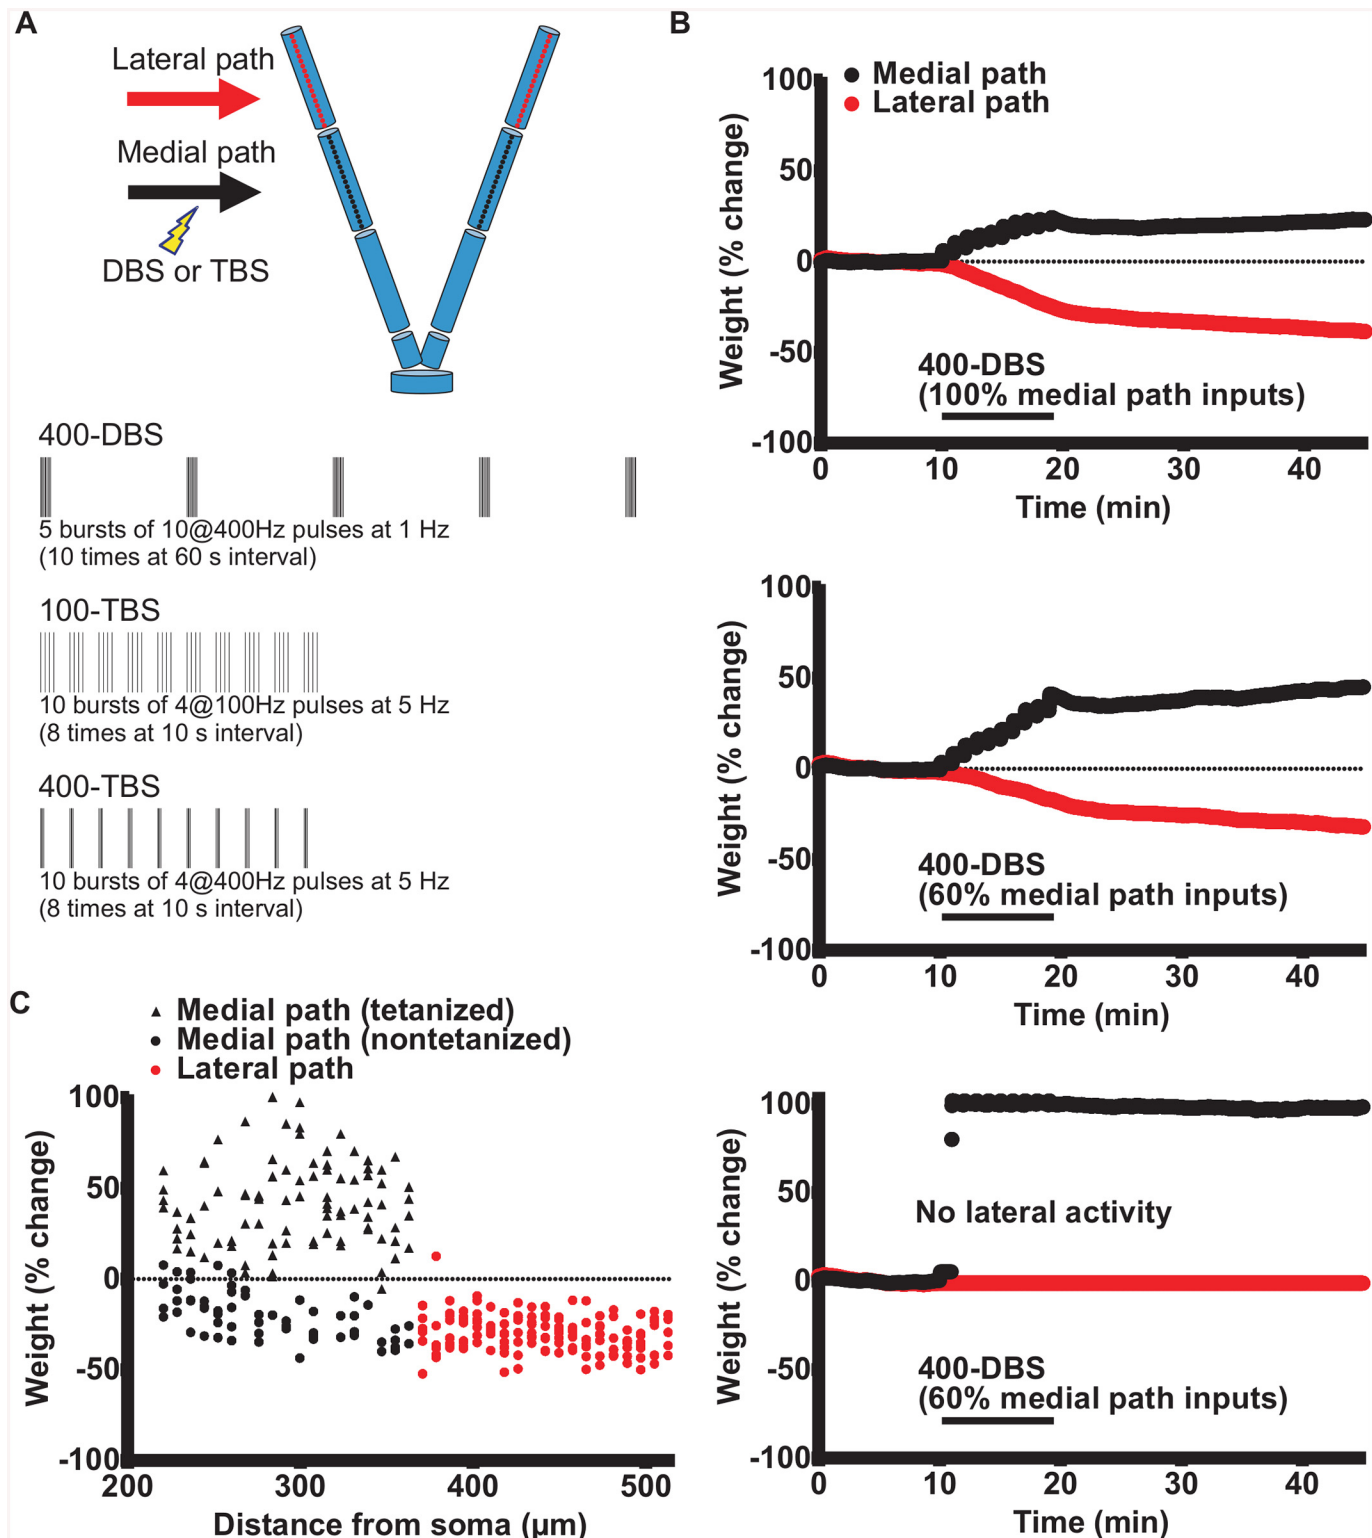 A
Lateral path
Medial path
DBS or TBS
400-DBS
5 bursts of 10@400Hz pulses at 1 Hz
(10 times at 60 s interval)
100-TBS
10 bursts of 4@100Hz pulses at 5 Hz
(8 times at 10 s interval)
400-TBS
10 bursts of 4@400Hz pulses at 5 Hz
(8 times at 10 s interval)
B
Medial path
Lateral path
Weight (% change)
100
50
0
-50
-100
400-DBS
(100% medial path inputs)
0 10 20 30 40
Time (min)
Weight (% change)
100
50
0
-50
-100
400-DBS
(60% medial path inputs)
0 10 20 30 40
Time (min)
Weight (% change)
100
50
0
-50
-100
No lateral activity
400-DBS
(60% medial path inputs)
0 10 20 30 40
Time (min)
C
Medial path (tetanized)
Medial path (nontetanized)
Lateral path
Weight (% change)
100
50
0
-50
-100
200 300 400 500
Distance from soma (μm)